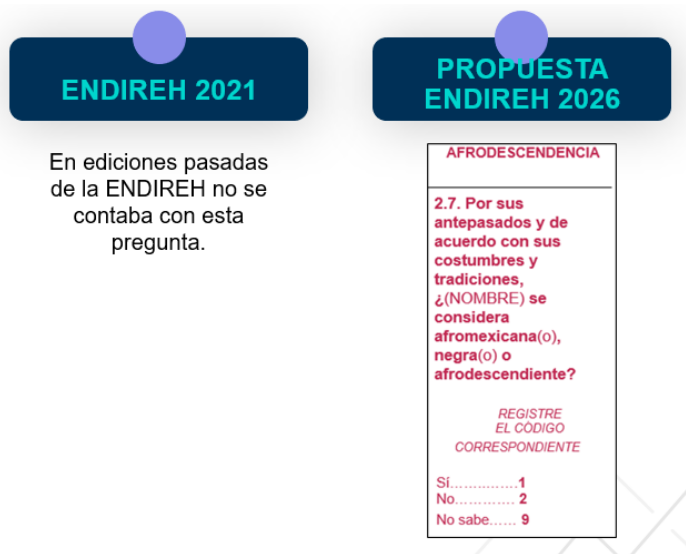 ENDIREH 2021
En ediciones pasadas
de la ENDIREH no se
contaba con esta
pregunta.
PROPUESTA
ENDIREH 2026
AFRODESCENDENCIA
2.7. Por sus
antepasados y de
acuerdo con sus
costumbres y
tradiciones,
¿(NOMBRE) se
considera
afromexicana(o),
negra(o) o
afrodescendiente?
REGISTRE
EL CÓDIGO
CORRESPONDIENTE
Sí...............1
No............. 2
No sabe...... 9